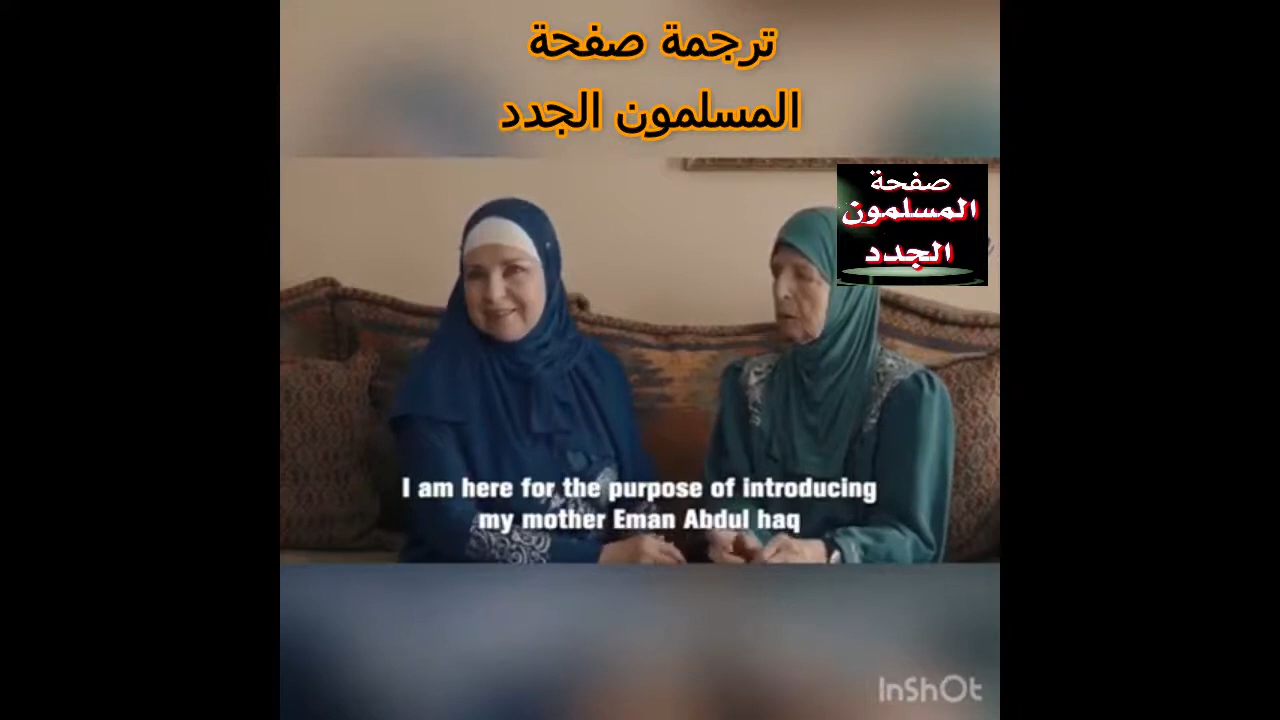 ترجمة صفحة
المسلمون الجدد
صفحة
المسلمون
الجدد
I am here for the purpose of introducing
my mother Eman Abdul haq
InShOt